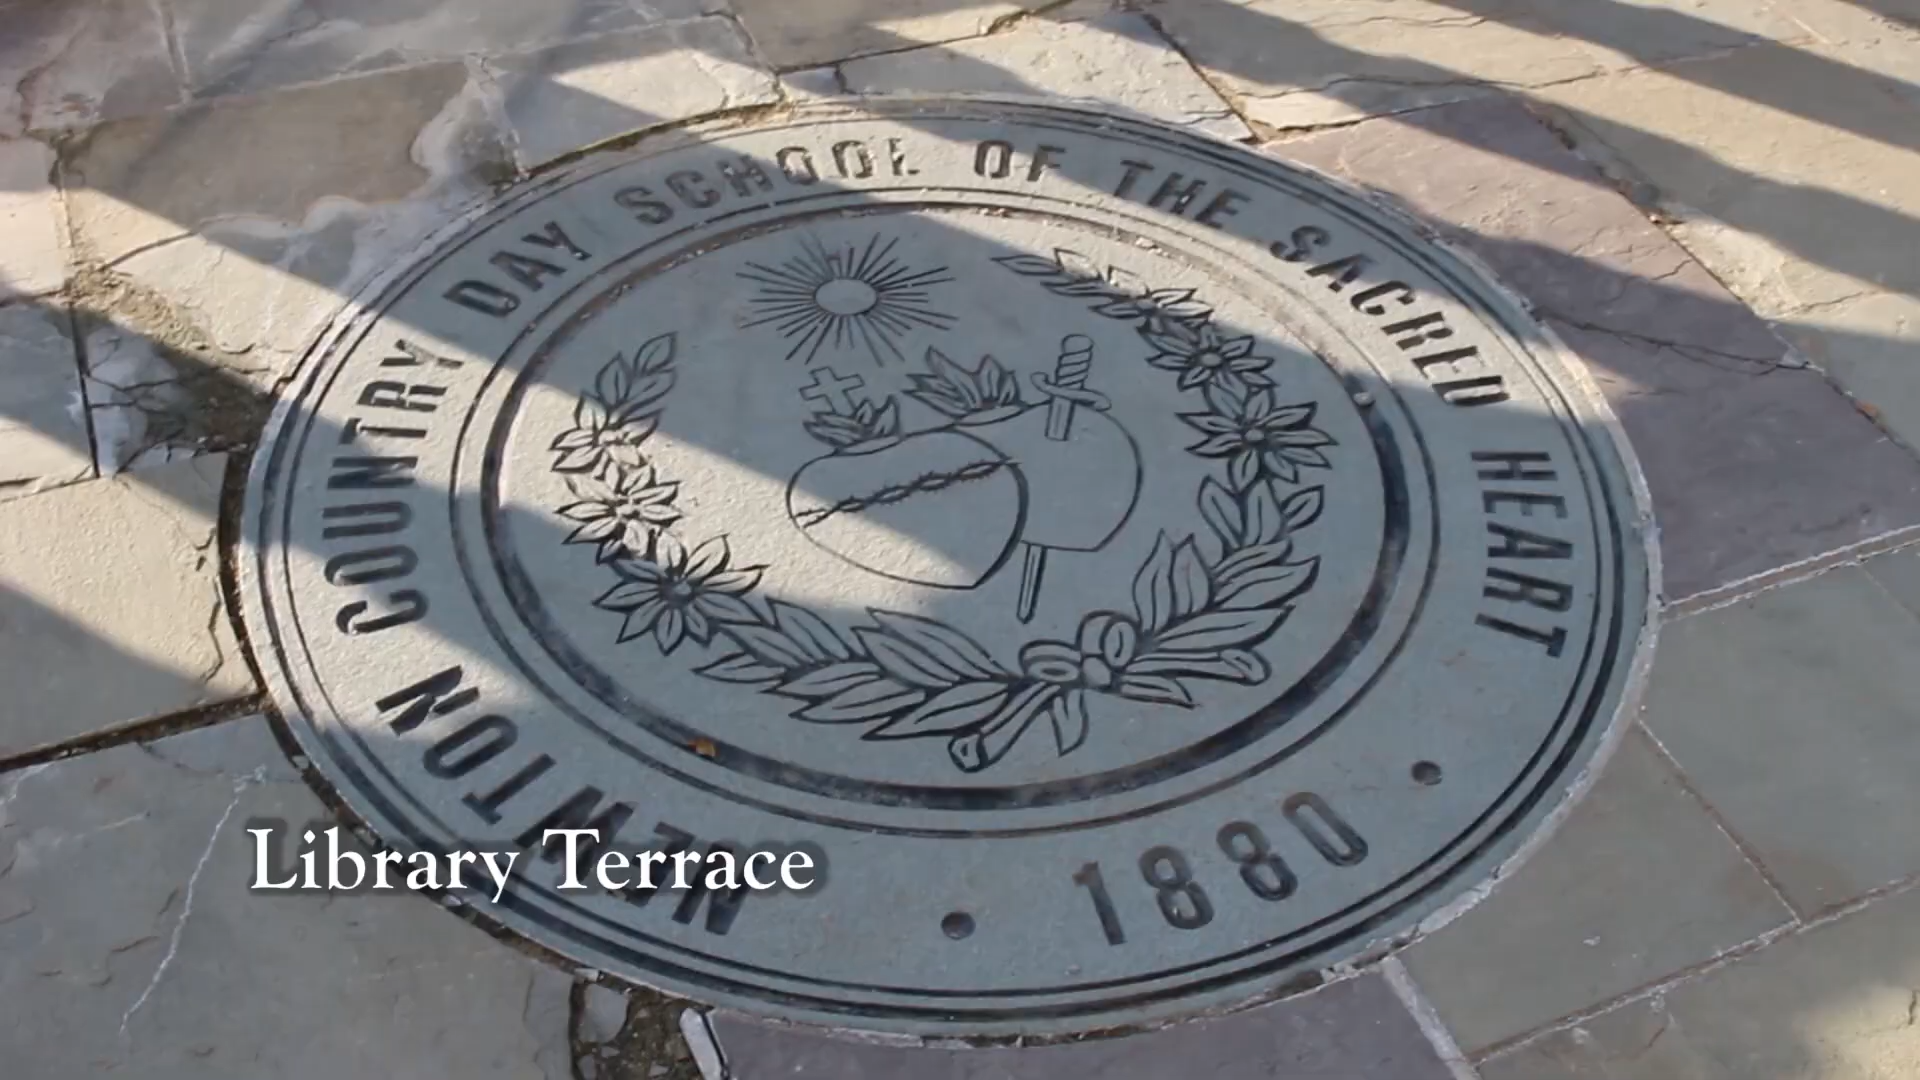 NEWTON COUNTRY DAY SCHOOL OF THE SACRED HEART
• 1880 •
Library Terrace